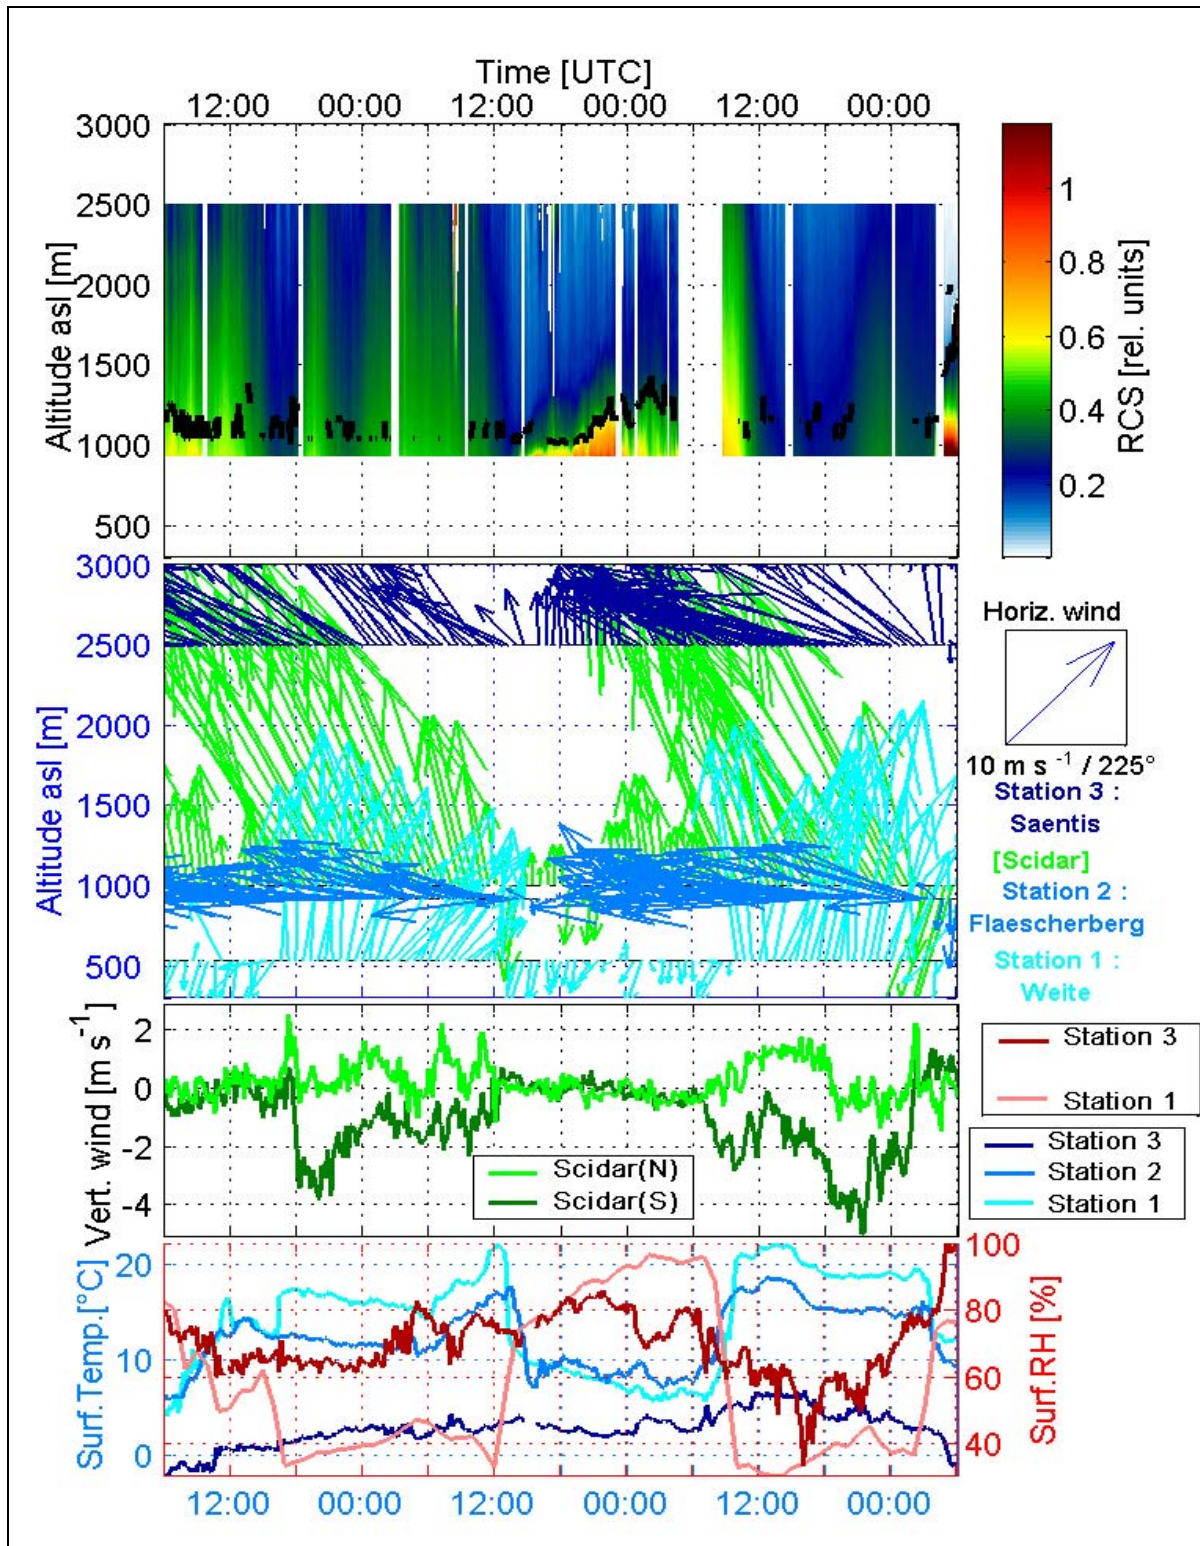 Time [UTC]
12:00 00:00 12:00 00:00 12:00 00:00
3000
2500
2000
1500
1000
500
Altitude asl [m]
1
0.8
0.6
0.4
0.2
RCS [rel. units]
3000
2500
2000
1500
1000
500
Altitude asl [m]
Horiz. wind
10 m s -1 / 225°
Station 3 :
Saentis
[Scidar]
Station 2 :
Flaescherberg
Station 1 :
Weite
2
0
-2
-4
Vert. wind [m s-1]
Scidar(N)
Scidar(S)
Station 3
Station 1
Station 3
Station 2
Station 1
20
10
0
Surf.Temp.[°C]
100
80
60
40
Surf.RH [%]
12:00 00:00 12:00 00:00 12:00 00:00